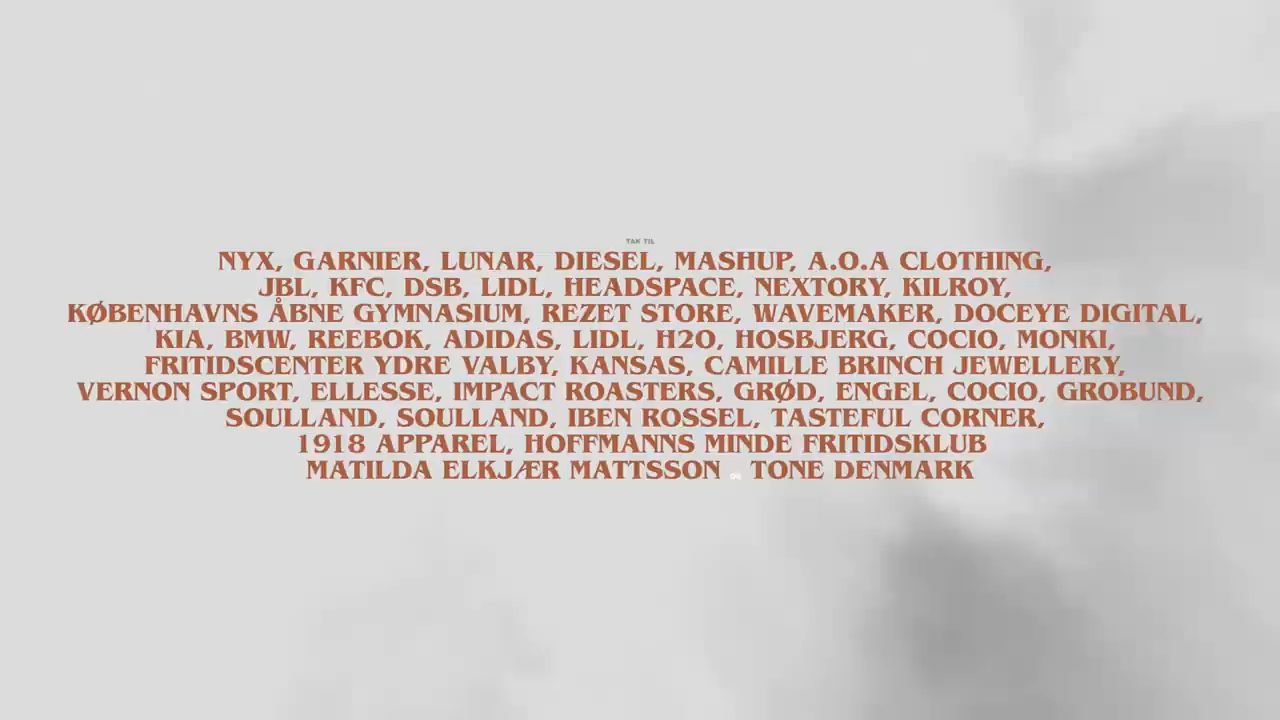 TAK TIL
NYX, GARNIER, LUNAR, DIESEL, MASHUP, A.O.A CLOTHING,
JBL, KFC, DSB, LIDL, HEADSPACE, NEXTORY, KILROY,
KØBENHAVNS ÅBNE GYMNASIUM, REZET STORE, WAVEMAKER, DOCEYE DIGITAL,
KIA, BMW, REEBOK, ADIDAS, LIDL, H2O, HOSBJERG, COCIO, MONKI,
FRITIDSCENTER YDRE VALBY, KANSAS, CAMILLE BRINCH JEWELLERY,
VERNON SPORT, ELLESSE, IMPACT ROASTERS, GRØD, ENGEL, COCIO, GROBUND,
SOULLAND, SOULLAND, IBEN ROSSEL, TASTEFUL CORNER,
1918 APPAREL, HOFFMANNS MINDE FRITIDSKLUB
MATILDA ELKJÆR MATTSSON OG TONE DENMARK